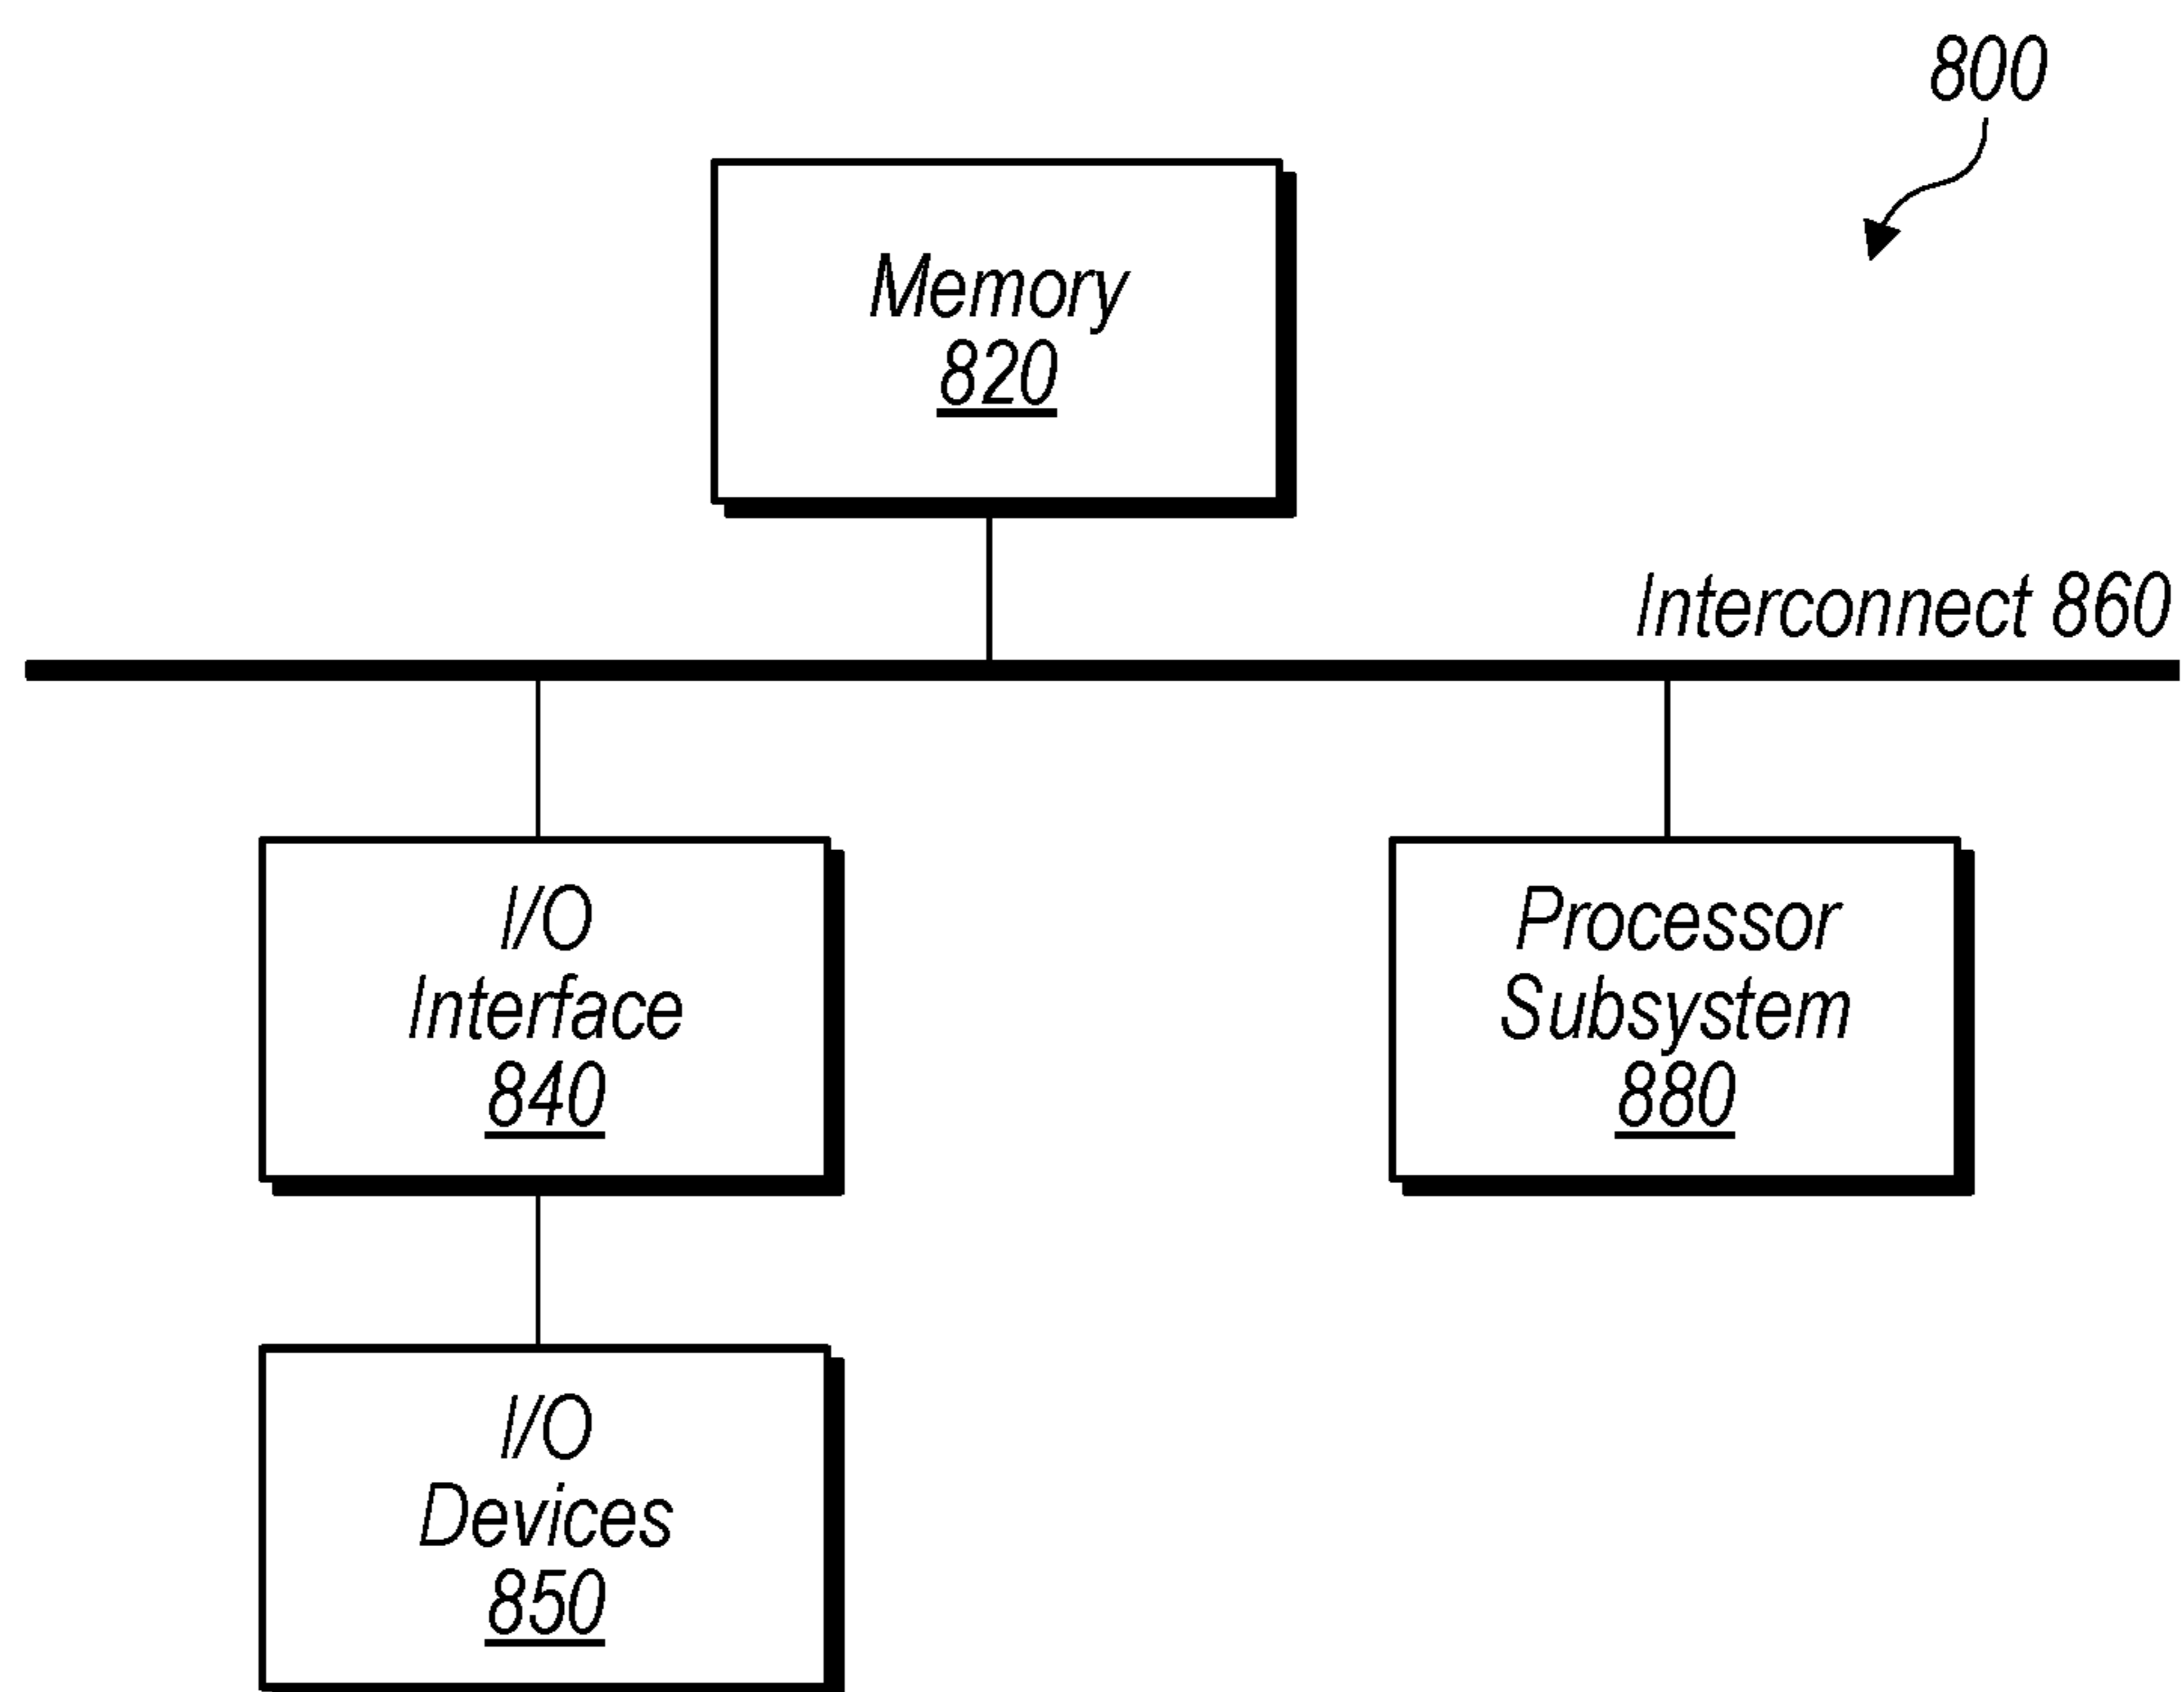 800
Memory
820
Interconnect 860
I/O
Interface
840
Processor
Subsystem
880
I/O
Devices
850